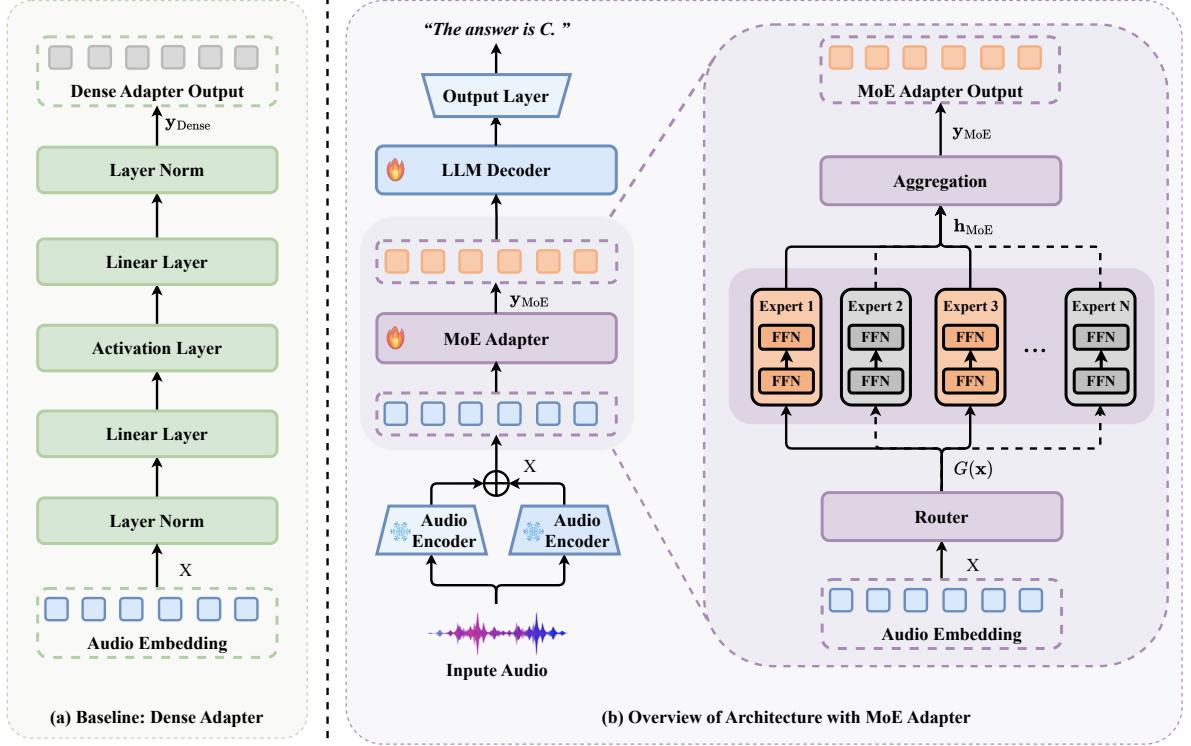 Dense Adapter Output
y_Dense
Layer Norm
Linear Layer
Activation Layer
Linear Layer
Layer Norm
X
Audio Embedding
(a) Baseline: Dense Adapter
“The answer is C. ”
Output Layer
LLM Decoder
y_MoE
MoE Adapter
X
Audio
Encoder
Audio
Encoder
Inpute Audio
MoE Adapter Output
y_MoE
Aggregation
h_MoE
Expert 1
FFN
FFN
Expert 2
FFN
FFN
Expert 3
FFN
FFN
...
Expert N
FFN
FFN
G(x)
Router
X
Audio Embedding
(b) Overview of Architecture with MoE Adapter